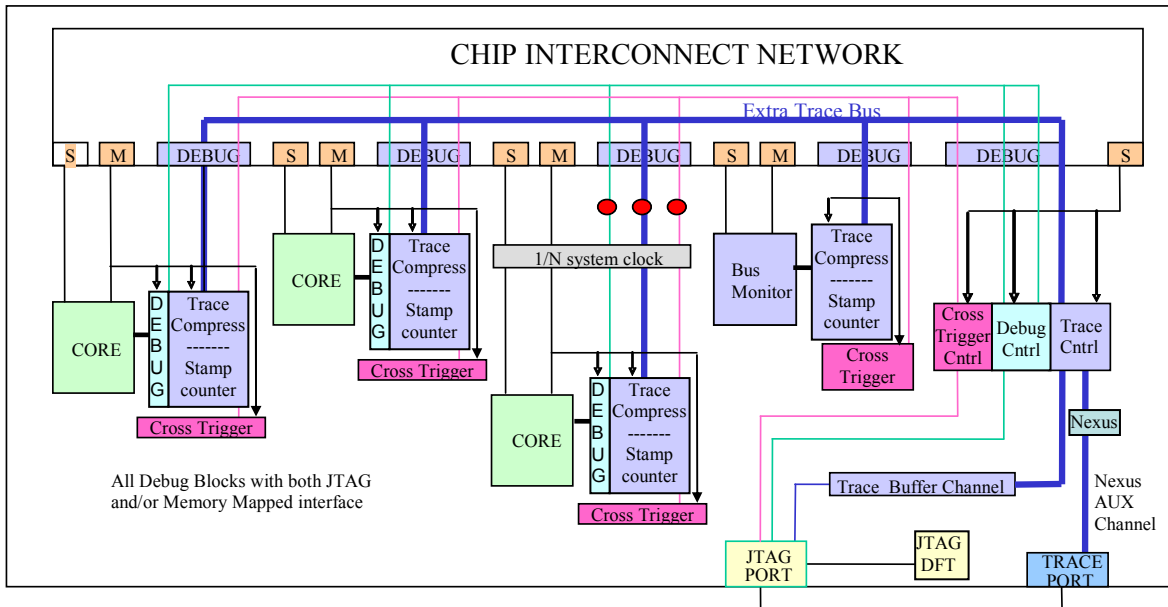 CHIP INTERCONNECT NETWORK
Extra Trace Bus
S
M
DEBUG
S
M
DEBUG
S
M
DEBUG
S
M
DEBUG
DEBUG
S
CORE
DEBUG
Trace
Compress
-------
Stamp
counter
Cross Trigger
CORE
DEBUG
Trace
Compress
-------
Stamp
counter
Cross Trigger
1/N system clock
CORE
DEBUG
Trace
Compress
-------
Stamp
counter
Cross Trigger
Bus
Monitor
Trace
Compress
-------
Stamp
counter
Cross
Trigger
Cross
Trigger
Cntrl
Debug
Cntrl
Trace
Cntrl
Nexus
Nexus
AUX
Channel
Trace Buffer Channel
All Debug Blocks with both JTAG
and/or Memory Mapped interface
JTAG
PORT
JTAG
DFT
TRACE
PORT